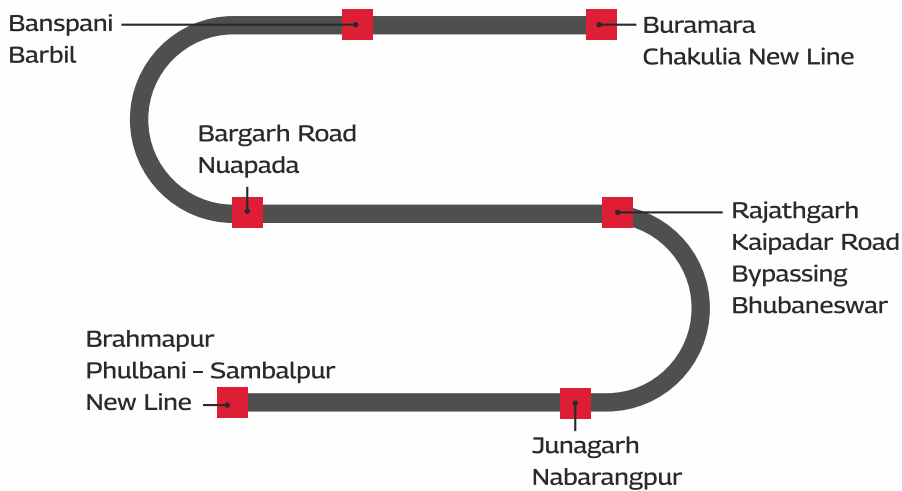 Banspani
Barbil
Buramara
Chakulia New Line
Bargarh Road
Nuapada
Rajathgarh
Kaipadar Road
Bypassing
Bhubaneswar
Brahmapur
Phulbani – Sambalpur
New Line
Junagarh
Nabarangpur